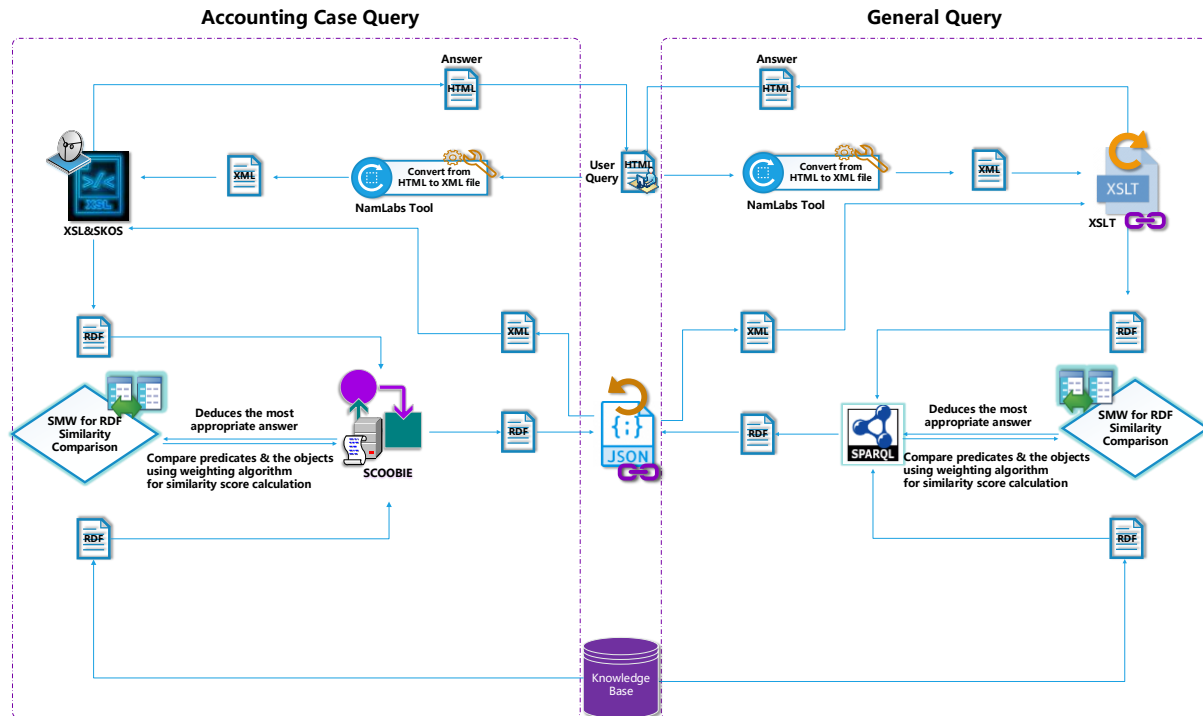 Accounting Case Query
General Query
Answer
HTML
Answer
HTML
XSL
XSL&SKOS
XML
Convert from
HTML to XML file
NamLabs Tool
User
Query
HTML
Convert from
HTML to XML file
NamLabs Tool
XML
XSLT
XSLT
RDF
XML
XML
RDF
SMW for RDF
Similarity
Comparison
Deduces the most
appropriate answer
Compare predicates & the objects
using weighting algorithm
for similarity score calculation
SCOOBIE
RDF
{;}
JSON
RDF
SPARQL
Deduces the most
appropriate answer
Compare predicates & the objects
using weighting algorithm
for similarity score calculation
SMW for RDF
Similarity
Comparison
RDF
RDF
Knowledge
Base